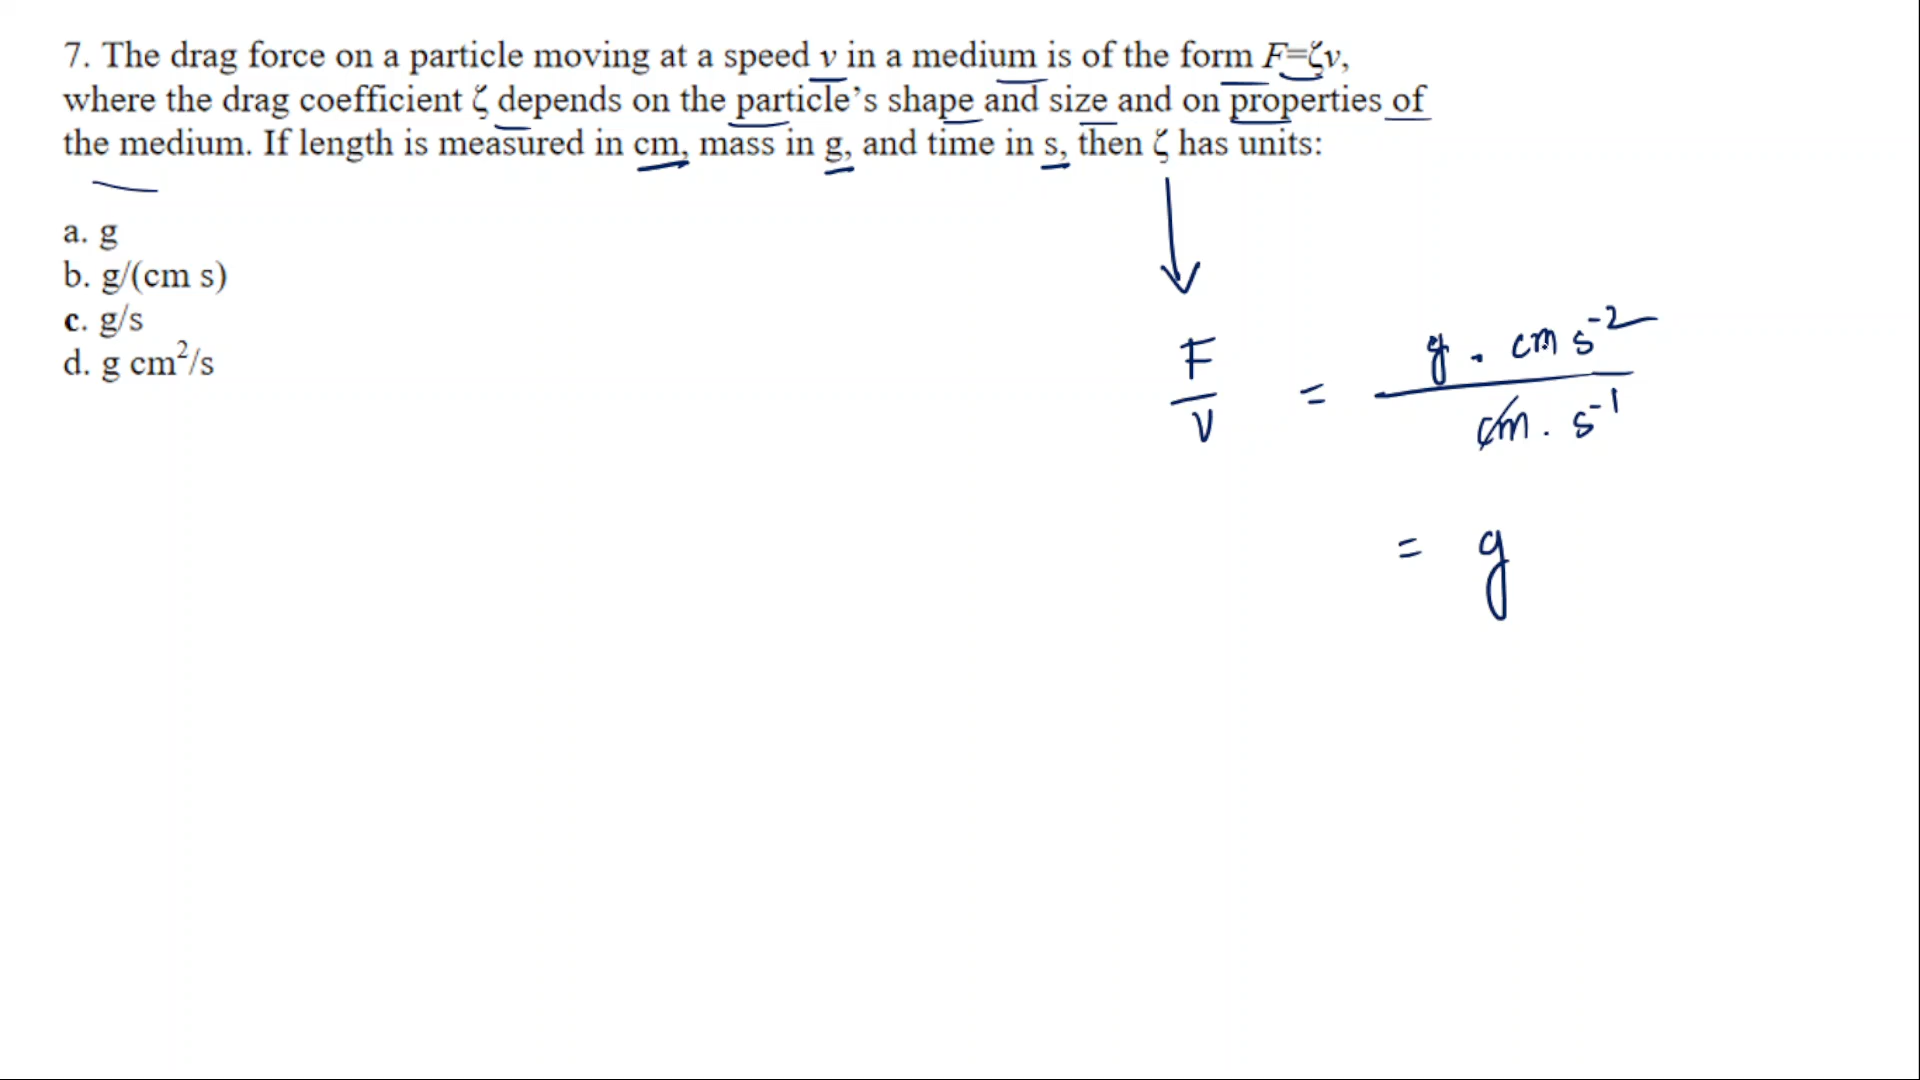 7. The drag force on a particle moving at a speed v in a medium is of the form F=ζv,
where the drag coefficient ζ depends on the particle’s shape and size and on properties of
the medium. If length is measured in cm, mass in g, and time in s, then ζ has units:
a. g
b. g/(cm s)
c. g/s
d. g cm²/s
F/v = g . cm s⁻² / cm . s⁻¹
= g